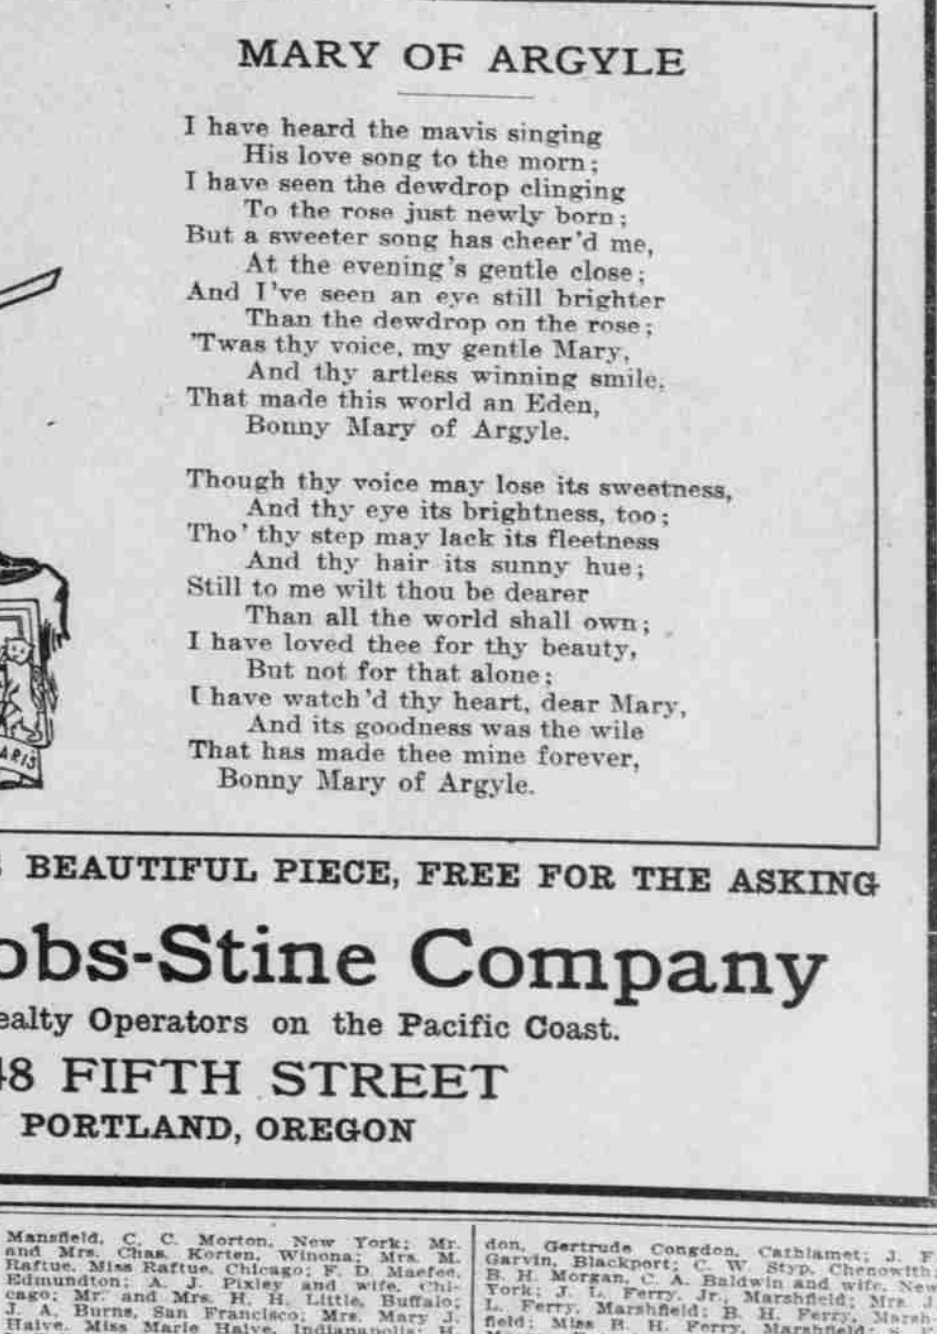 MARY OF ARGYLE
I have heard the mavis singing
His love song to the morn;
I have seen the dewdrop clinging
To the rose just newly born;
But a sweeter song has cheer'd me,
At the evening's gentle close;
And I've seen an eye still brighter
Than the dewdrop on the rose;
'Twas thy voice, my gentle Mary,
And thy artless winning smile,
That made this world an Eden,
Bonny Mary of Argyle.
Though thy voice may lose its sweetness,
And thy eye its brightness, too;
Tho' thy step may lack its fleetness
And thy hair its sunny hue;
Still to me wilt thou be dearer
Than all the world shall own;
I have loved thee for thy beauty,
But not for that alone;
I have watch'd thy heart, dear Mary,
And its goodness was the wile
That has made thee mine forever,
Bonny Mary of Argyle.
ARIS
BEAUTIFUL PIECE, FREE FOR THE ASKING
obs-Stine Company
ealty Operators on the Pacific Coast.
48 FIFTH STREET
PORTLAND, OREGON
Mansfield, C. C. Morton, New York; Mr.
and Mrs. Chas. Korten, Winona; Mrs. M.
Raftue, Miss Raftue, Chicago; F. D. Maefee,
Edmundton; A. J. Pixley and wife, Chi-
cago; Mr. and Mrs. H. H. Little, Buffalo;
J. A. Burns, San Francisco; Mrs. Mary J.
Halve, Miss Marie Halve, Indianapolis; H.
don, Gertrude Congdon, Cathlamet; J. F.
Garvin, Blackport; C. W. Styp, Chenowith;
B. H. Morgan, C. A. Baldwin and wife, New
York; J. L. Ferry, Jr., Marshfield; Mrs. J.
L. Ferry, Marshfield; B. H. Ferry, Marsh-
field; Miss R. H. Ferry, Marshfield;